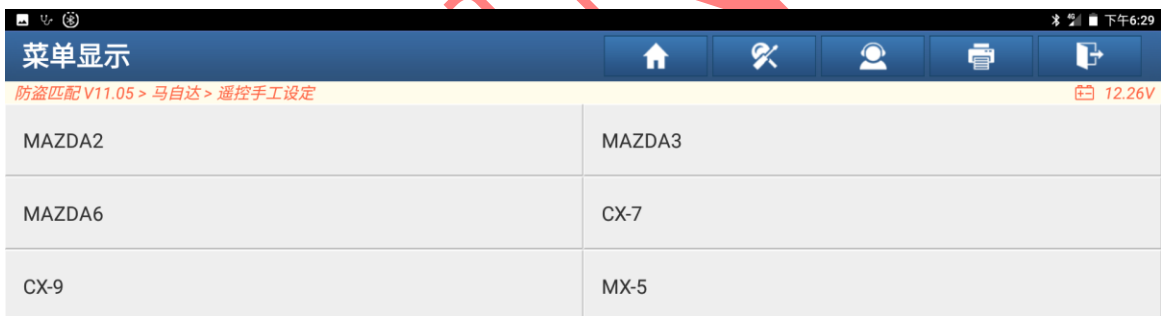 下午6:29
菜单显示
防盗匹配 V11.05 > 马自达 > 遥控手工设定 12.26V
MAZDA2 MAZDA3
MAZDA6 CX-7
CX-9 MX-5